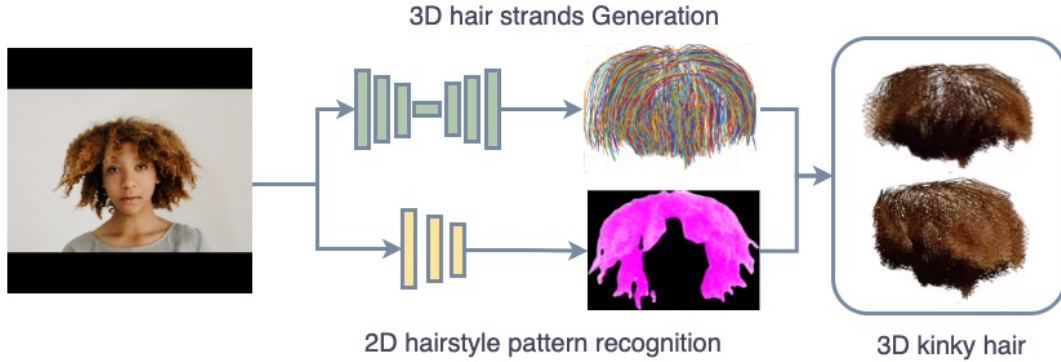 3D hair strands Generation
2D hairstyle pattern recognition
3D kinky hair